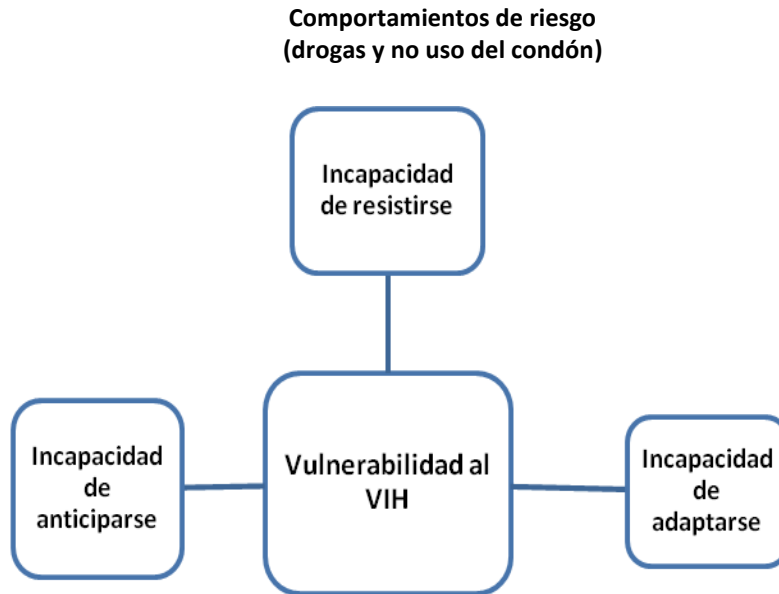 Comportamientos de riesgo
(drogas y no uso del condón)
Incapacidad
de resistirse
Incapacidad
de
anticiparse
Vulnerabilidad al
VIH
Incapacidad
de
adaptarse